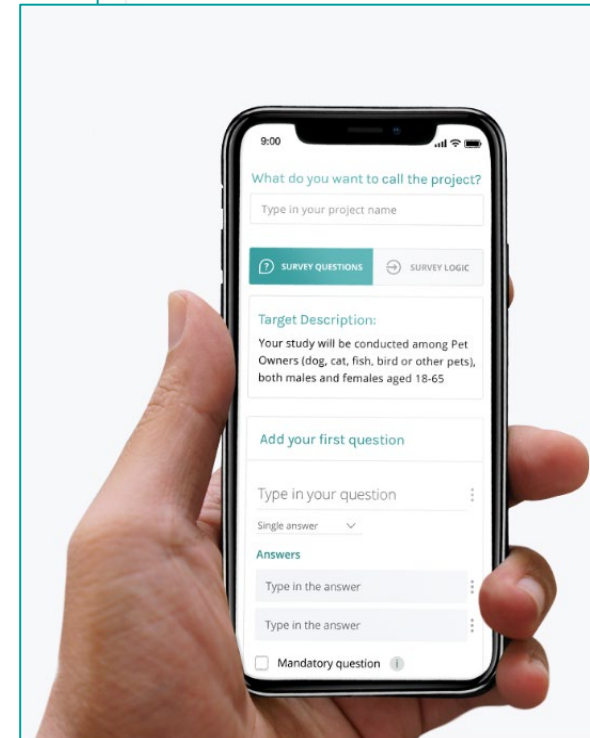 9:00
What do you want to call the project?
Type in your project name
SURVEY QUESTIONS
SURVEY LOGIC
Target Description:
Your study will be conducted among Pet
Owners (dog, cat, fish, bird or other pets),
both males and females aged 18-65
Add your first question
Type in your question
Single answer
Answers
Type in the answer
Type in the answer
Mandatory question